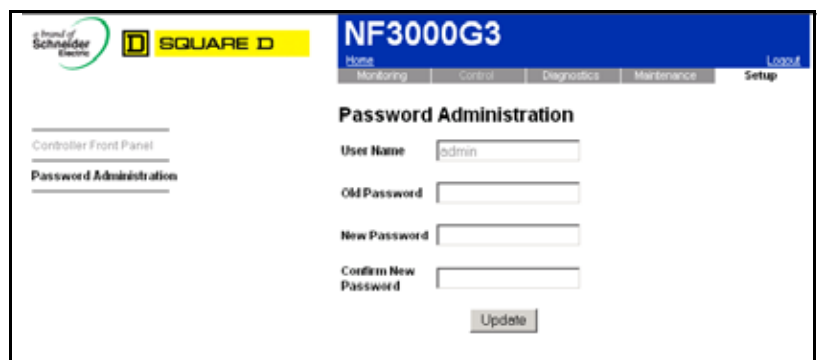 a brand of
Schneider
Electric
D SQUARE D
NF3000G3
Home
Logout
Monitoring Control Diagnostics Maintenance Setup
Controller Front Panel
Password Administration
Password Administration
User Name admin
Old Password
New Password
Confirm New
Password
Update